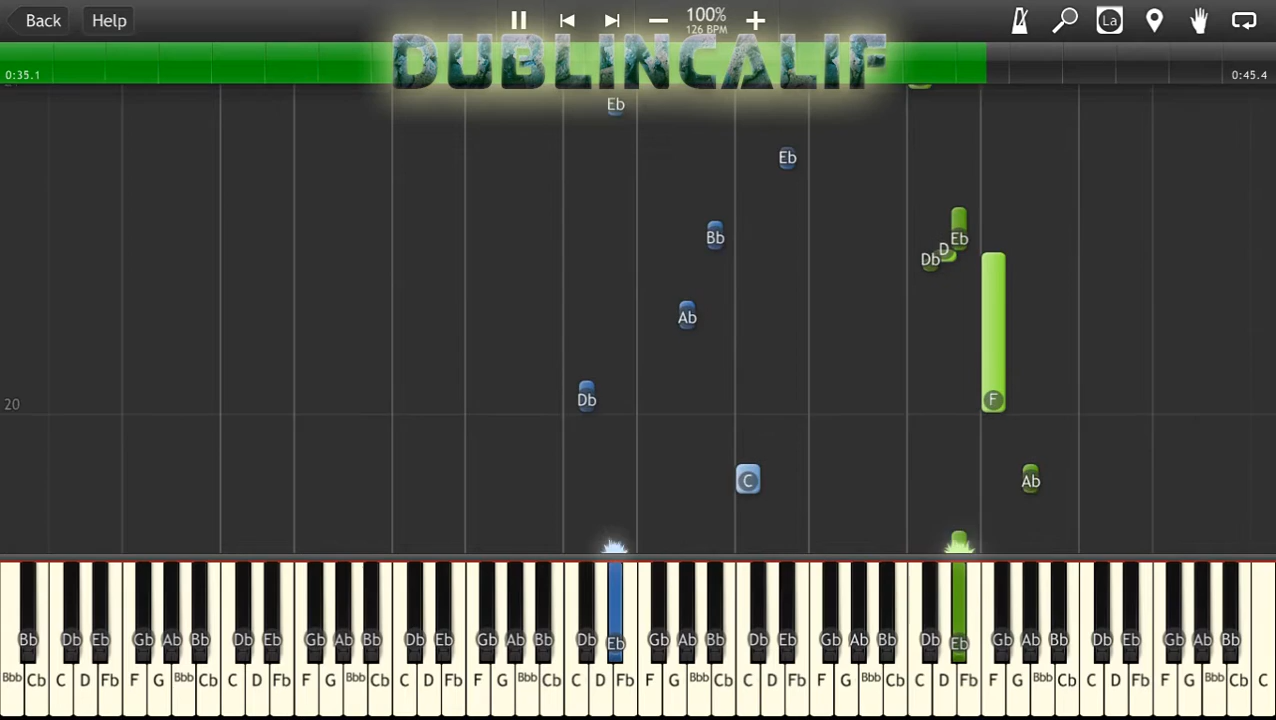 Back Help 100% La
126 BPM
DUBLINCALIF
0:35.1 0:45.4
Eb
Eb
Bb Eb
Db D
Ab
Db F
20
C Ab
Bb Db Eb Gb Ab Bb Db Eb Gb Ab Bb Db Eb Gb Ab Bb Db Eb Gb Ab Bb Db Eb Gb Ab Bb Db Eb Gb Ab Bb Db Eb Gb Ab Bb
Bbb Cb C D Fb F G Bbb Cb C D Fb F G Bbb Cb C D Fb F G Bbb Cb C D Fb F G Bbb Cb C D Fb F G Bbb Cb C D Fb F G Bbb Cb C D Fb F G Bbb Cb C